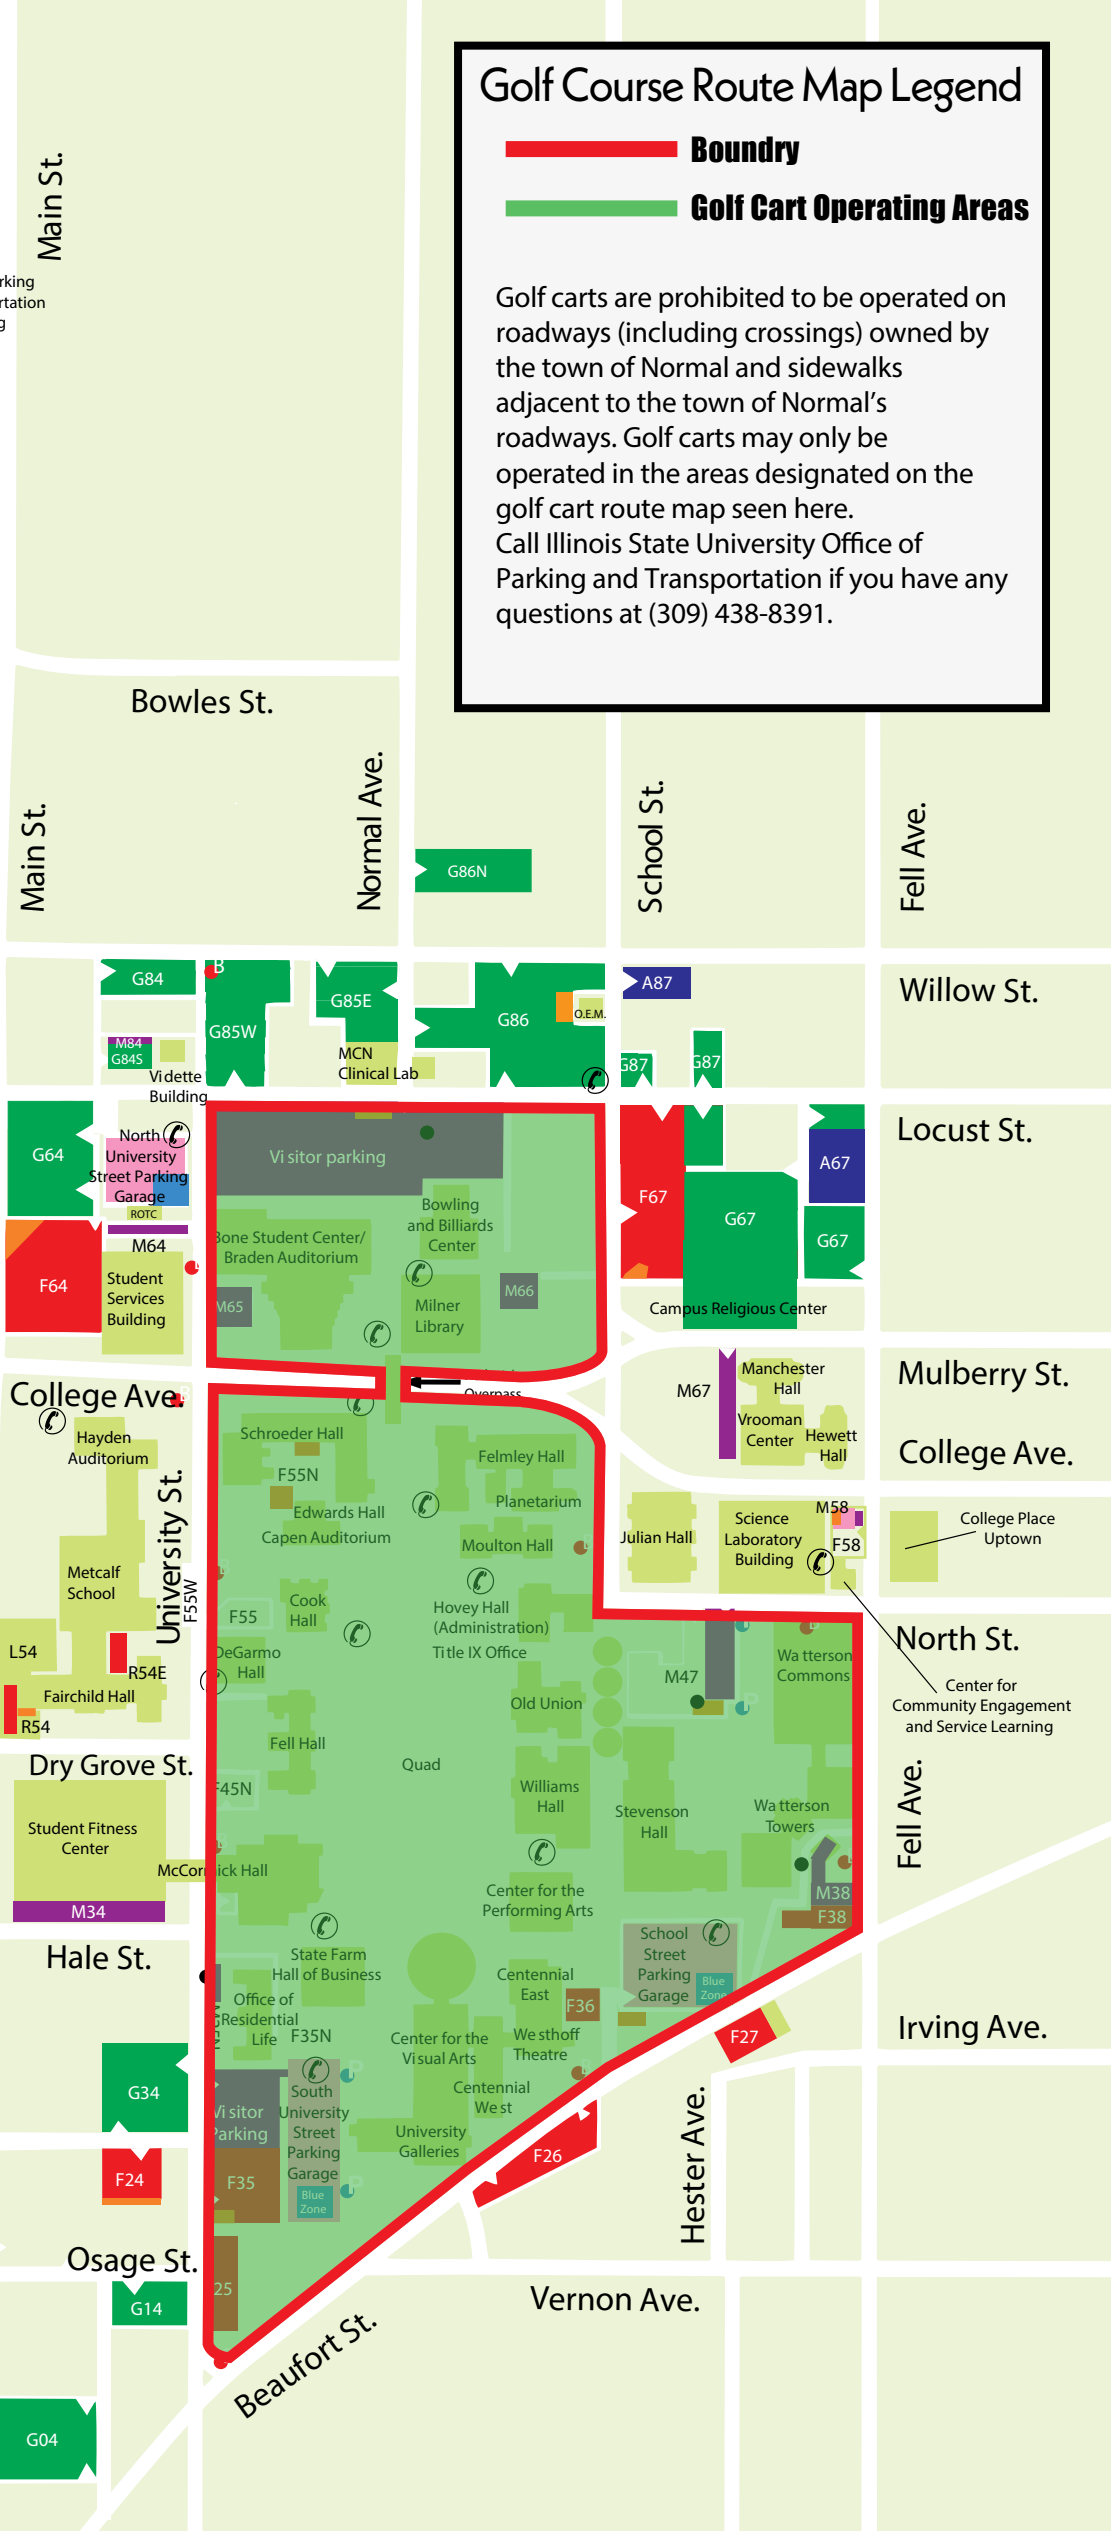 Golf Course Route Map Legend
Boundry
Golf Cart Operating Areas
Golf carts are prohibited to be operated on
roadways (including crossings) owned by
the town of Normal and sidewalks
adjacent to the town of Normal's
roadways. Golf carts may only be
operated in the areas designated on the
golf cart route map seen here.
Call Illinois State University Office of
Parking and Transportation if you have any
questions at (309) 438-8391.
Main St.
rking
rtation
g
Bowles St.
Main St.
Normal Ave.
School St.
Fell Ave.
G86N
G84
B
G85W
G85E
G86
O.E.M.
A87
Willow St.
M84
G84S
Vidette
Building
MCN
Clinical Lab
G87
G87
Locust St.
G64
North
University
Street Parking
Garage
ROTC
M64
F64
Student
Services
Building
Visitor parking
Bowling
and Billiards
Center
Bone Student Center/
Braden Auditorium
M65
M66
Milner
Library
F67
G67
A67
G67
Campus Religious Center
Mulberry St.
Overpass
College Ave.
B
Hayden
Auditorium
University St.
F55W
Metcalf
School
L54
R54E
Fairchild Hall
R54
Schroeder Hall
F55N
Edwards Hall
Capen Auditorium
Felmley Hall
Planetarium
Moulton Hall
M67
Manchester
Hall
Vrooman
Center
Hewett
Hall
College Ave.
Julian Hall
Science
Laboratory
Building
M58
F58
College Place
Uptown
F55
Cook
Hall
Hovey Hall
(Administration)
Title IX Office
DeGarmo
Hall
Old Union
M47
Watterson
Commons
P
North St.
Center for
Community Engagement
and Service Learning
Dry Grove St.
Fell Hall
Quad
F45N
Williams
Hall
Stevenson
Hall
Watterson
Towers
Fell Ave.
Student Fitness
Center
McCormick Hall
M34
Center for the
Performing Arts
M38
F38
Hale St.
State Farm
Hall of Business
School
Street
Parking
Garage
Blue
Zone
Centennial
East
F36
Office of
Residential
Life
F35N
Center for the
Visual Arts
Westhoff
Theatre
F27
Irving Ave.
G34
Visitor
Parking
South
University
Street
Parking
Garage
Blue
Zone
P
P
Centennial
West
University
Galleries
F26
Hester Ave.
F24
F35
Osage St.
25
G14
Vernon Ave.
Beaufort St.
G04